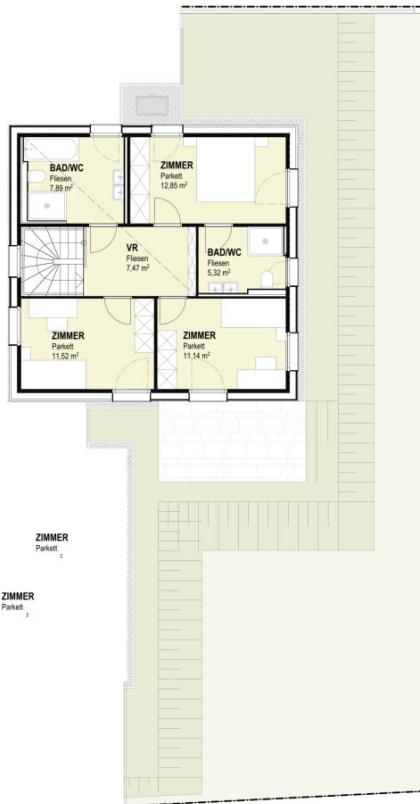 BAD/WC
Fliesen
7,89 m²
ZIMMER
Parkett
12,85 m²
VR
Fliesen
7,47 m²
BAD/WC
Fliesen
5,32 m²
ZIMMER
Parkett
11,52 m²
ZIMMER
Parkett
11,14 m²
ZIMMER
Parkett
2
ZIMMER
Parkett
2